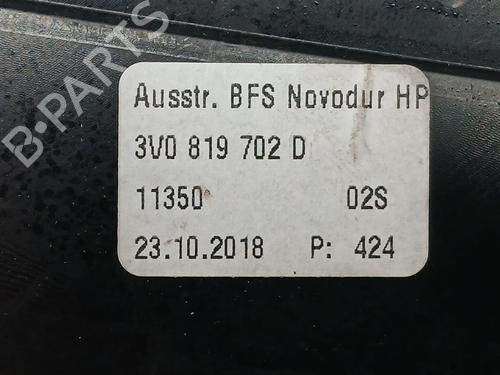 Ausstr. BFS Novodur HP
3V0 819 702 D
11350 02S
23.10.2018 P: 424
B-PARTS